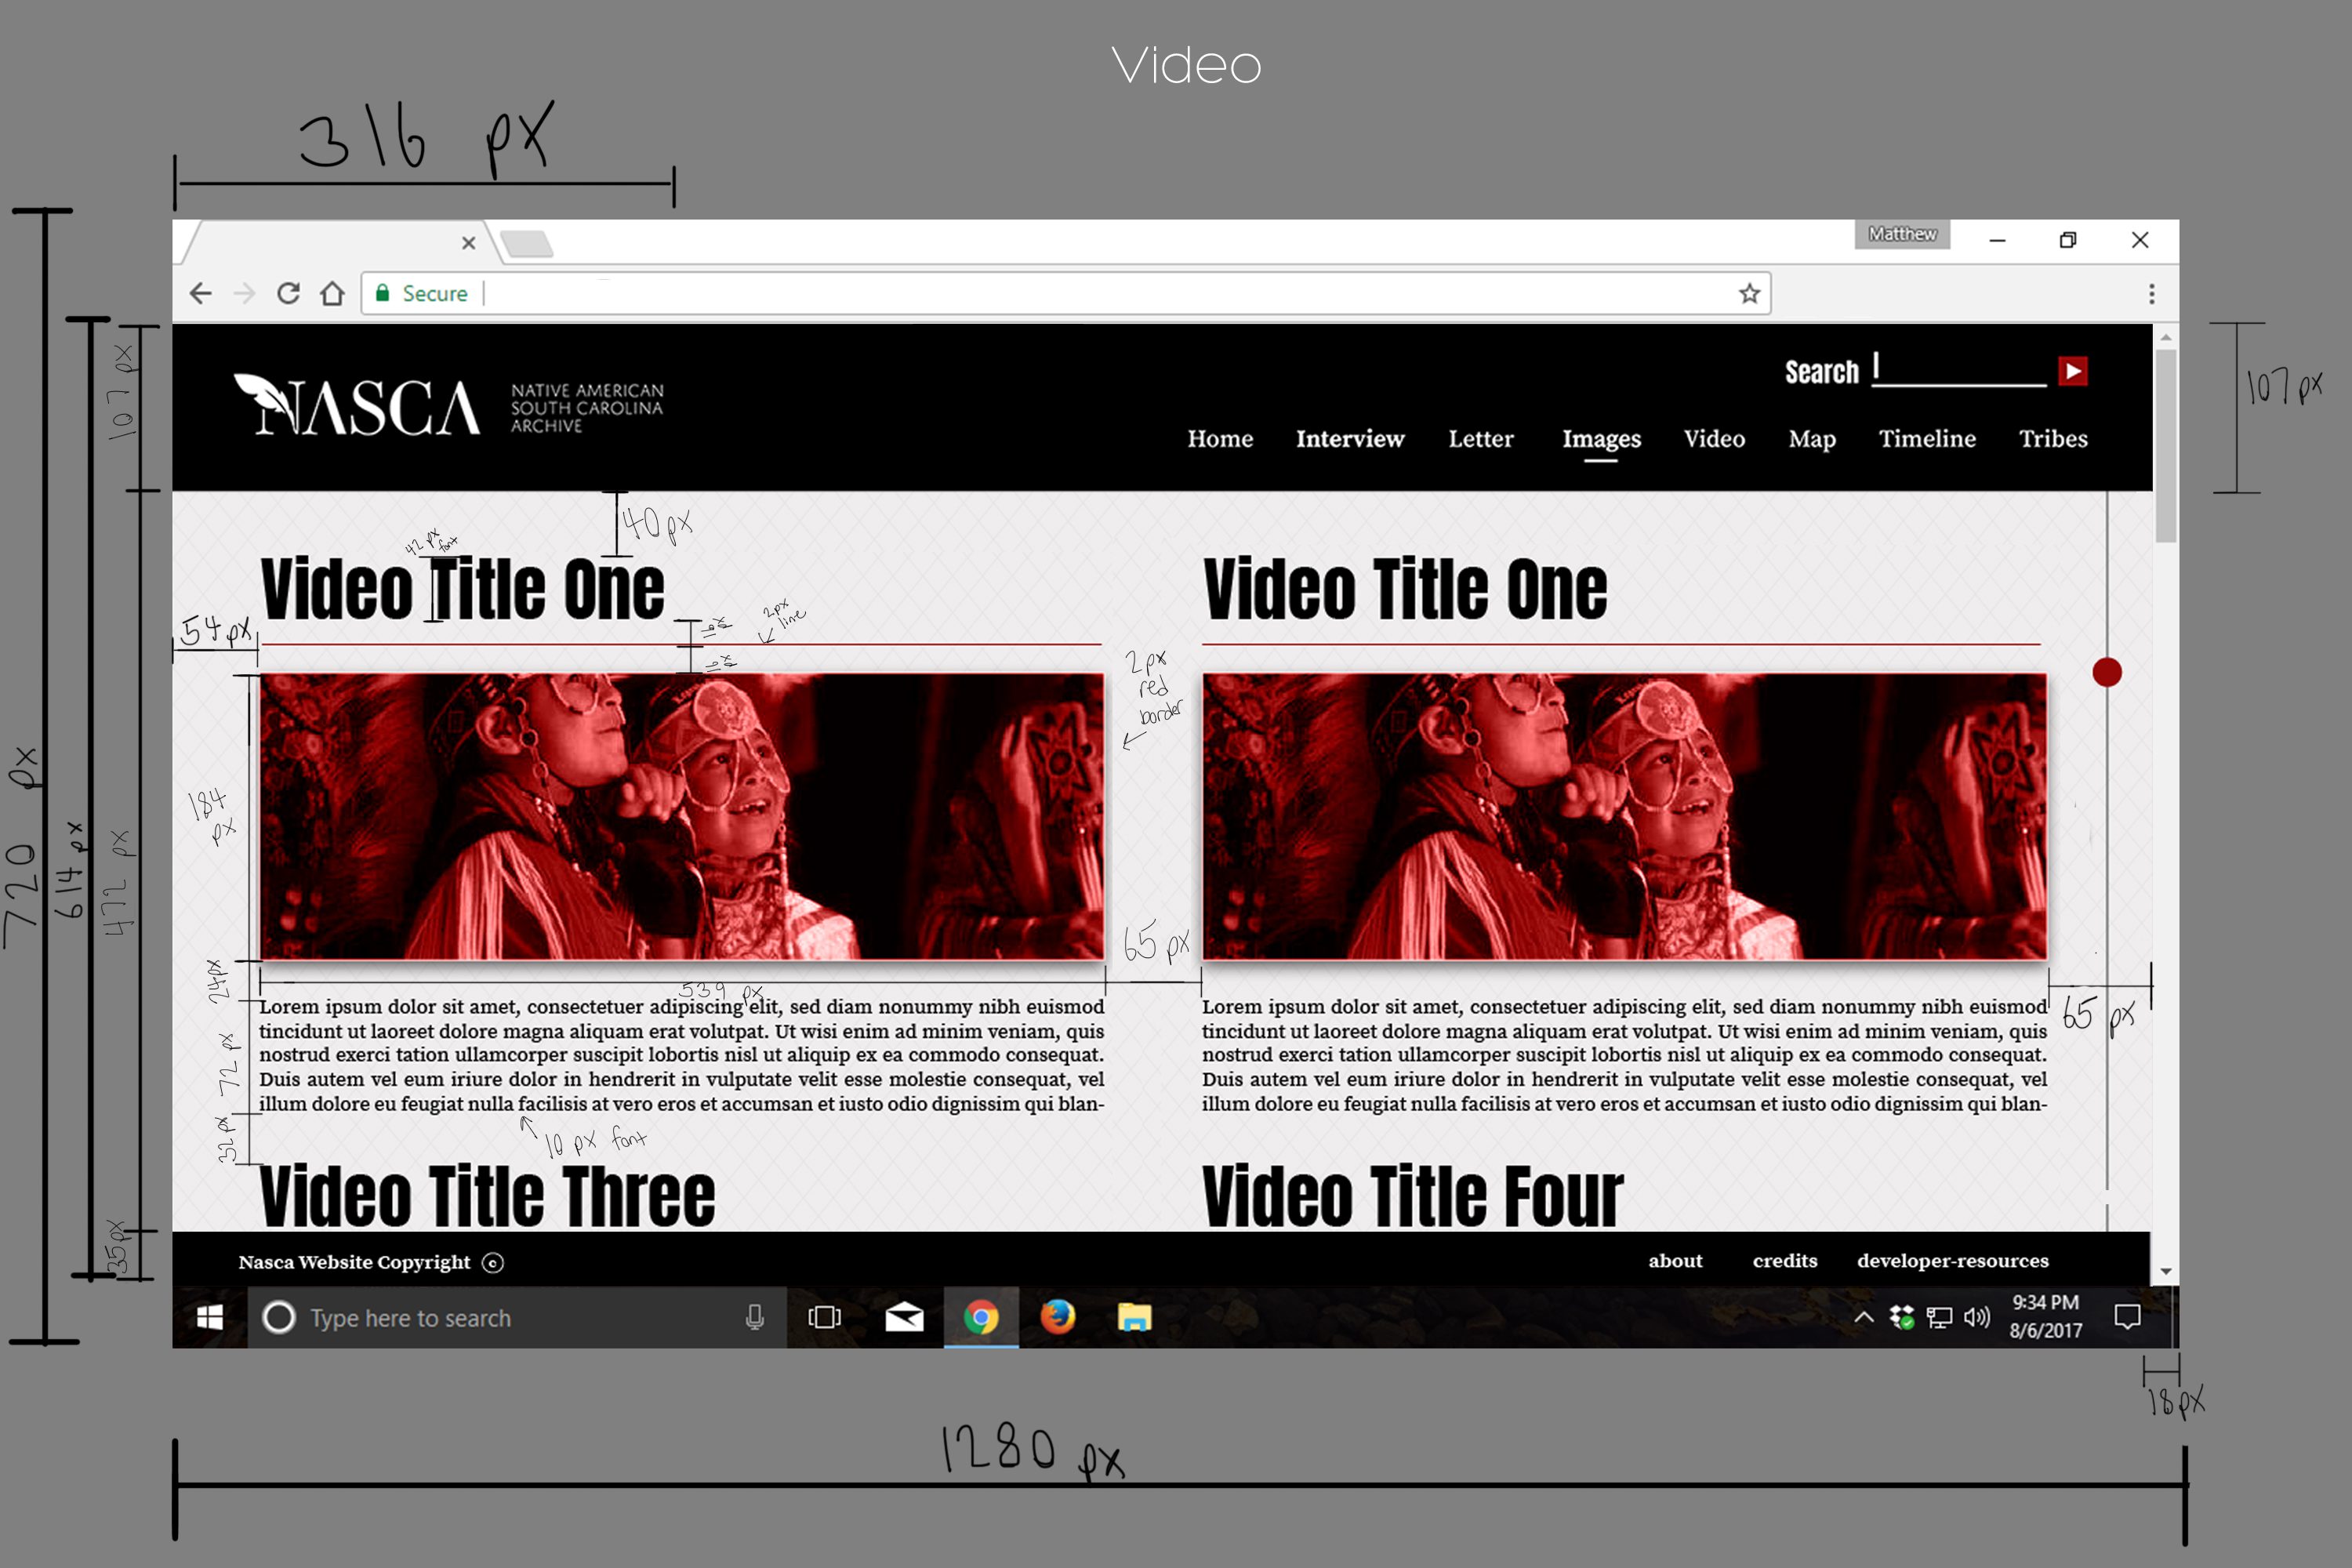 Video
316 px
Matthew
Secure
Search
NASCA
NATIVE AMERICAN
SOUTH CAROLINA
ARCHIVE
Home Interview Letter Images Video Map Timeline Tribes
107 px
107 px
40 px
42 px
font
Video Title One
Video Title One
54 px
2px
line
2px
red
border
184
px
720 px
614 px
472 px
65 px
539 px
65 px
24px
Lorem ipsum dolor sit amet, consectetuer adipiscing elit, sed diam nonummy nibh euismod
tincidunt ut laoreet dolore magna aliquam erat volutpat. Ut wisi enim ad minim veniam, quis
nostrud exerci tation ullamcorper suscipit lobortis nisl ut aliquip ex ea commodo consequat.
Duis autem vel eum iriure dolor in hendrerit in vulputate velit esse molestie consequat, vel
illum dolore eu feugiat nulla facilisis at vero eros et accumsan et iusto odio dignissim qui blan-
Lorem ipsum dolor sit amet, consectetuer adipiscing elit, sed diam nonummy nibh euismod
tincidunt ut laoreet dolore magna aliquam erat volutpat. Ut wisi enim ad minim veniam, quis
nostrud exerci tation ullamcorper suscipit lobortis nisl ut aliquip ex ea commodo consequat.
Duis autem vel eum iriure dolor in hendrerit in vulputate velit esse molestie consequat, vel
illum dolore eu feugiat nulla facilisis at vero eros et accumsan et iusto odio dignissim qui blan-
72 px
32 px
10 px font
Video Title Three
Video Title Four
35px
Nasca Website Copyright ©
about credits developer-resources
Type here to search
9:34 PM
8/6/2017
18px
1280 px